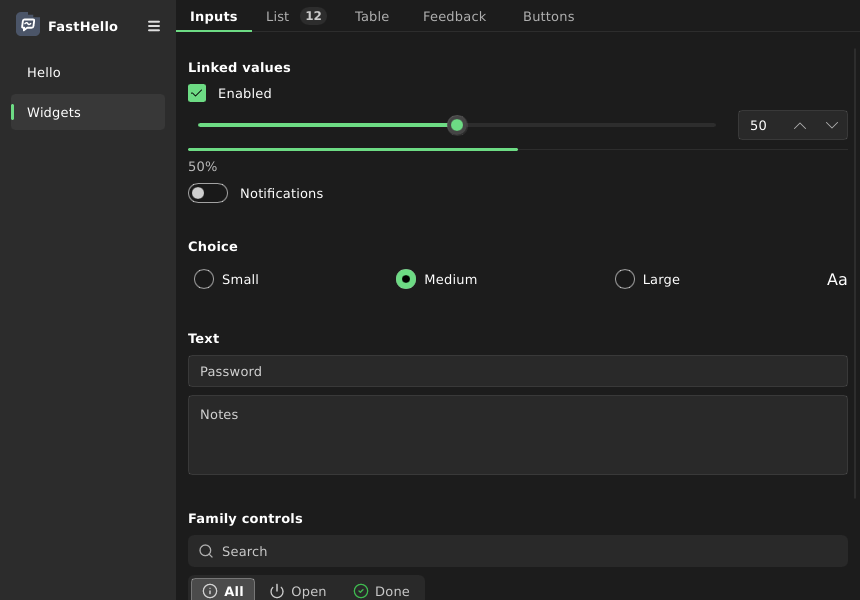 FastHello
Hello
Widgets
Inputs List 12 Table Feedback Buttons
Linked values
Enabled
50
50%
Notifications
Choice
Small Medium Large Aa
Text
Password
Notes
Family controls
Search
All Open Done